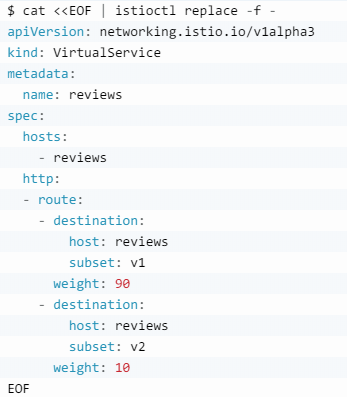 $ cat <<EOF | istioctl replace -f -
apiVersion: networking.istio.io/v1alpha3
kind: VirtualService
metadata:
  name: reviews
spec:
  hosts:
    - reviews
  http:
  - route:
    - destination:
        host: reviews
        subset: v1
      weight: 90
    - destination:
        host: reviews
        subset: v2
      weight: 10
EOF